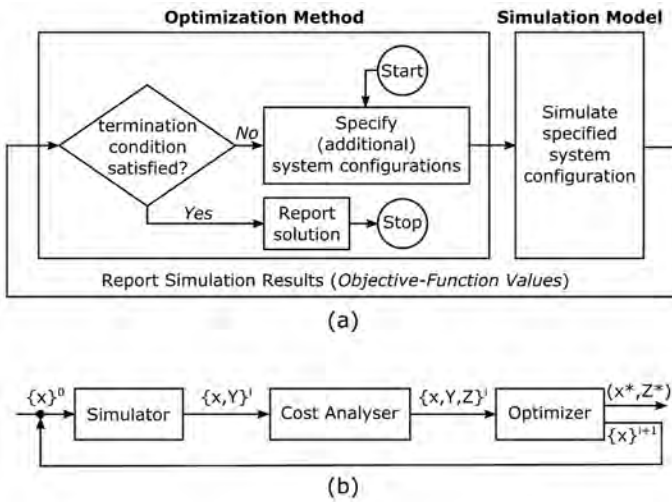 Optimization Method
Simulation Model
Start
termination
condition
satisfied?
No
Specify
(additional)
system configurations
Simulate
specified
system
configuration
Yes
Report
solution
Stop
Report Simulation Results (Objective-Function Values)
(a)
{x}⁰
Simulator
{x,Y}ⁱ
Cost Analyser
{x,Y,Z}ⁱ
Optimizer
(x*,Z*)
{x}ⁱ⁺¹
(b)